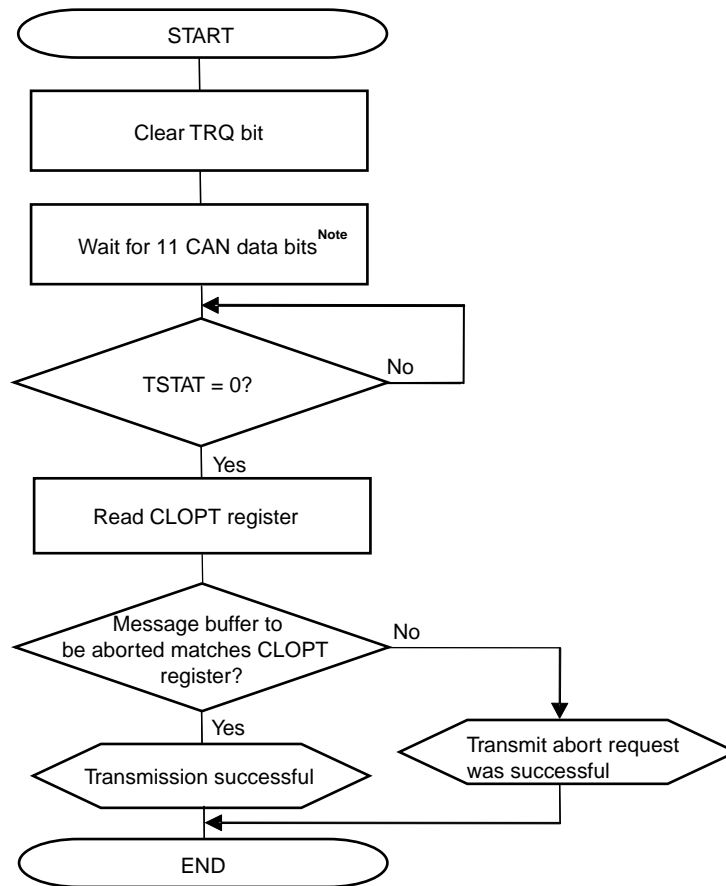 START
Clear TRQ bit
Wait for 11 CAN data bits Note
TSTAT = 0?
No
Yes
Read CLOPT register
Message buffer to
be aborted matches CLOPT
register?
No
Yes
Transmission successful
Transmit abort request
was successful
END